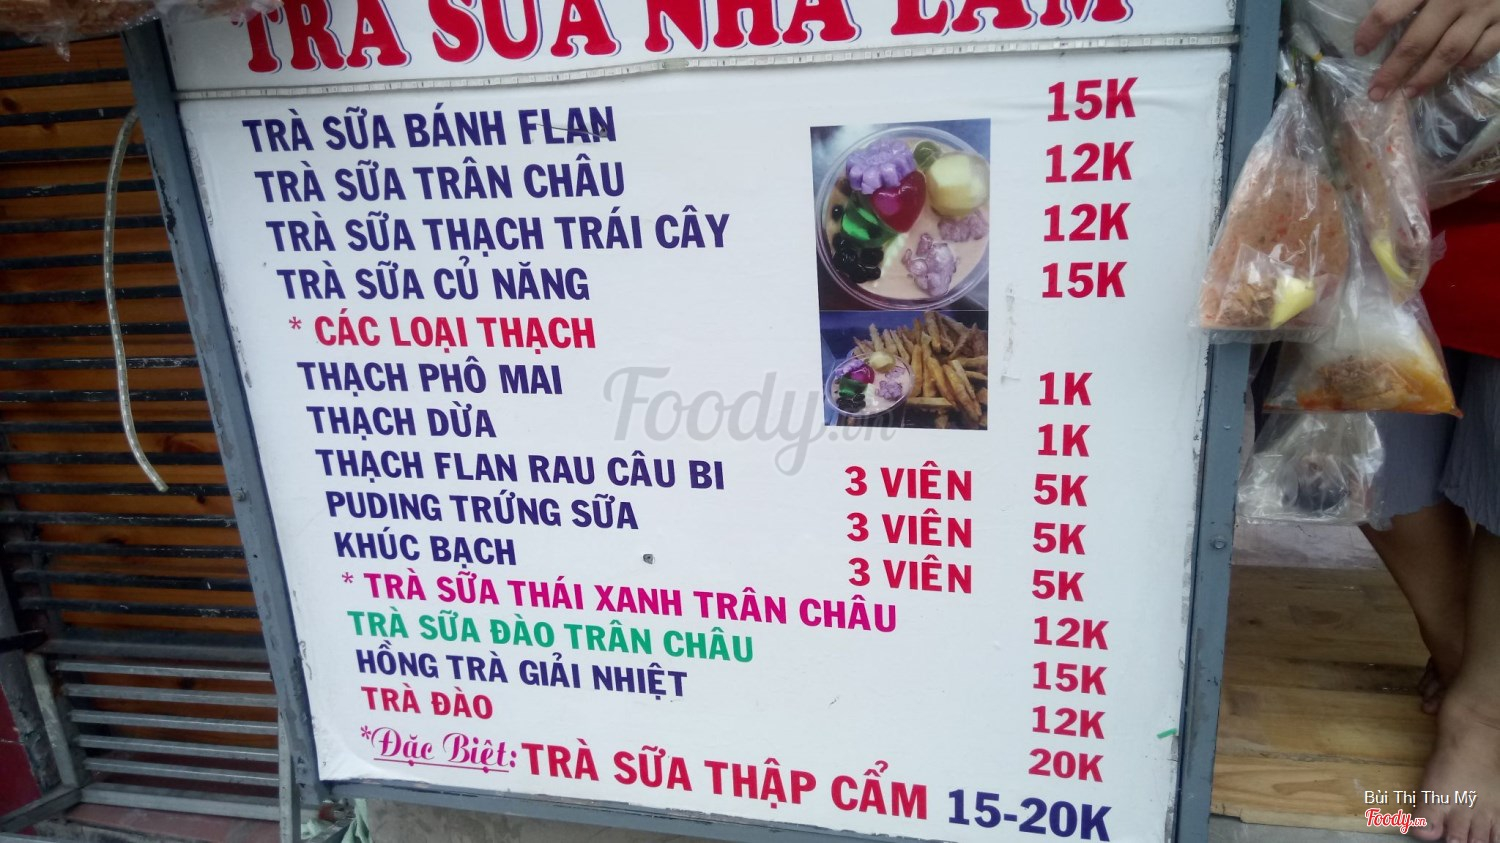 TRÀ SỮA NHÀ LÀM
TRÀ SỮA BÁNH FLAN 15K
TRÀ SỮA TRÂN CHÂU 12K
TRÀ SỮA THẠCH TRÁI CÂY 12K
TRÀ SỮA CỦ NĂNG 15K
* CÁC LOẠI THẠCH
THẠCH PHÔ MAI 1K
THẠCH DỪA 1K
THẠCH FLAN RAU CÂU BI 3 VIÊN 5K
PUDING TRỨNG SỮA 3 VIÊN 5K
KHÚC BẠCH 3 VIÊN 5K
* TRÀ SỮA THÁI XANH TRÂN CHÂU 12K
TRÀ SỮA ĐÀO TRÂN CHÂU 15K
HỒNG TRÀ GIẢI NHIỆT 12K
TRÀ ĐÀO 20K
*Đặc Biệt: TRÀ SỮA THẬP CẨM 15-20K
Foody.vn
Bùi Thị Thu Mỹ
Foody.vn